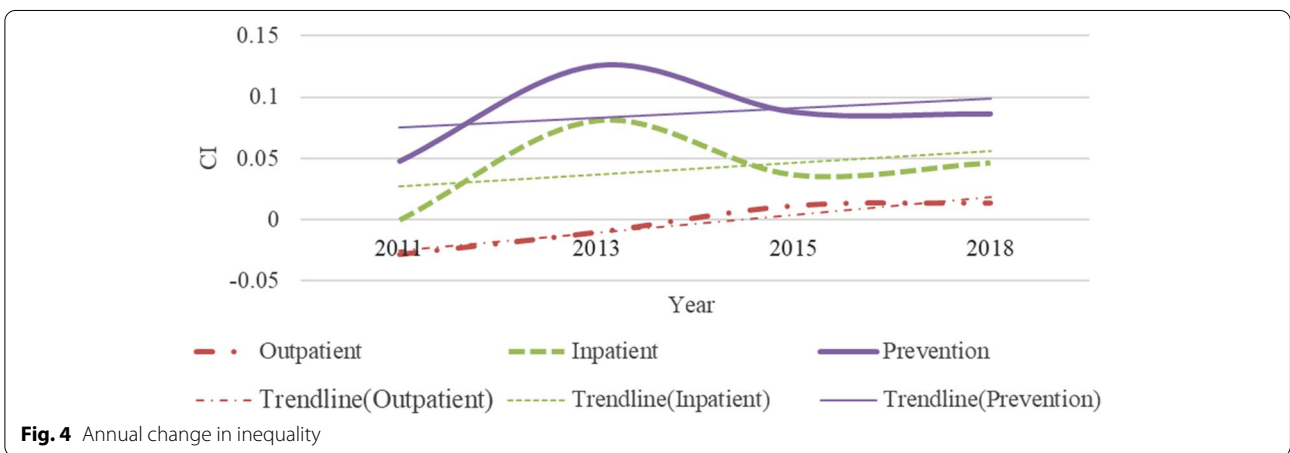 0.15
0.1
0.05
0
-0.05
CI
2011 2013 2015 2018
Year
Outpatient Inpatient Prevention
Trendline(Outpatient) Trendline(Inpatient) Trendline(Prevention)
Fig. 4 Annual change in inequality